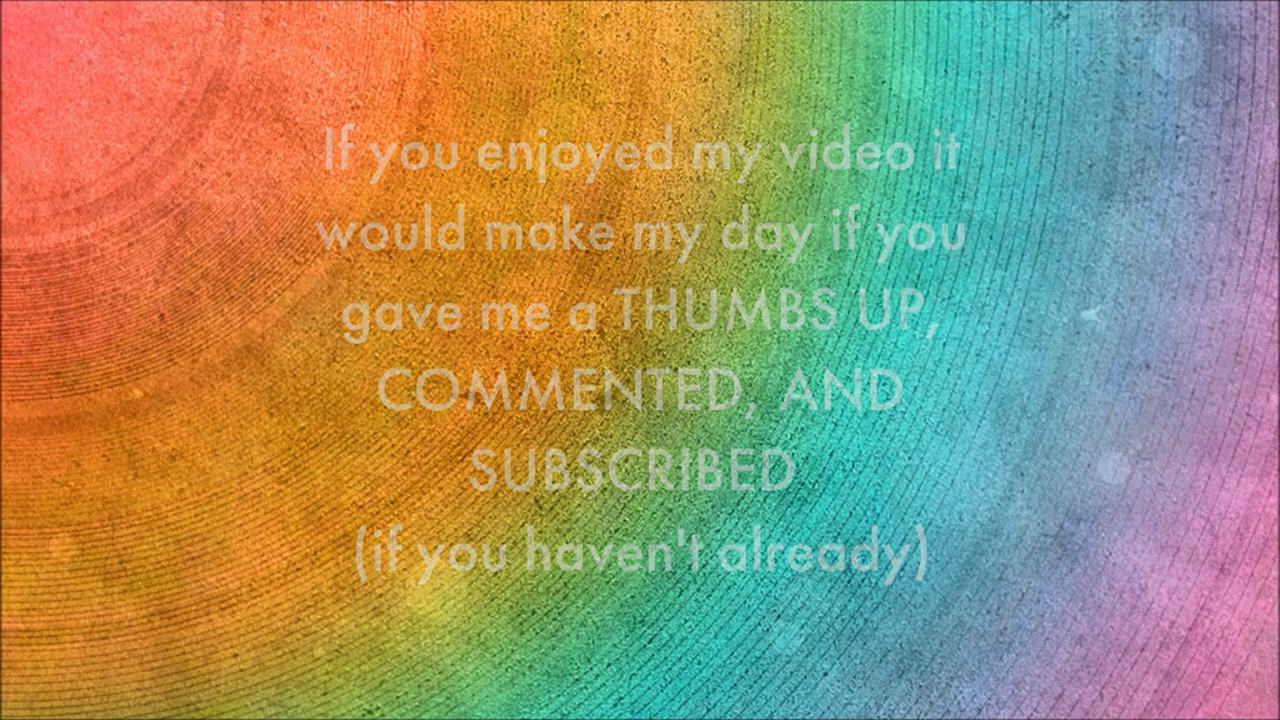 If you enjoyed my video it
would make my day if you
gave me a THUMBS UP,
COMMENTED, AND
SUBSCRIBED
(if you haven't already)